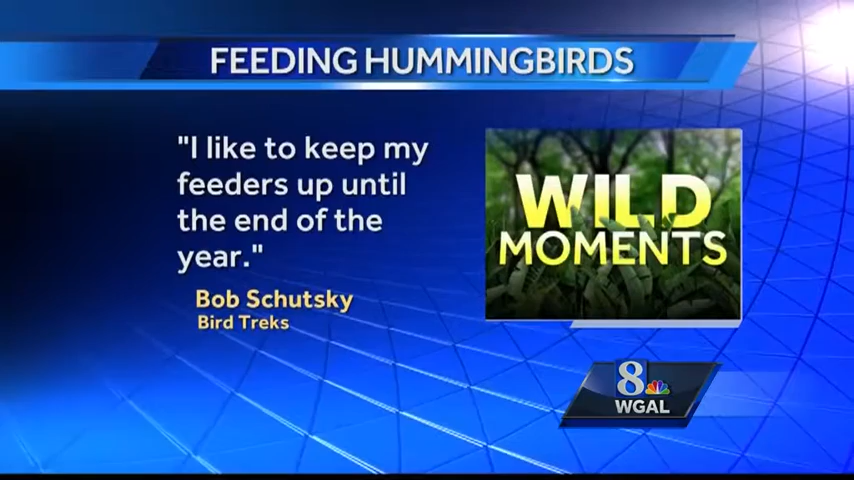 FEEDING HUMMINGBIRDS
"I like to keep my
feeders up until
the end of the
year."
Bob Schutsky
Bird Treks
WILD
MOMENTS
8
WGAL